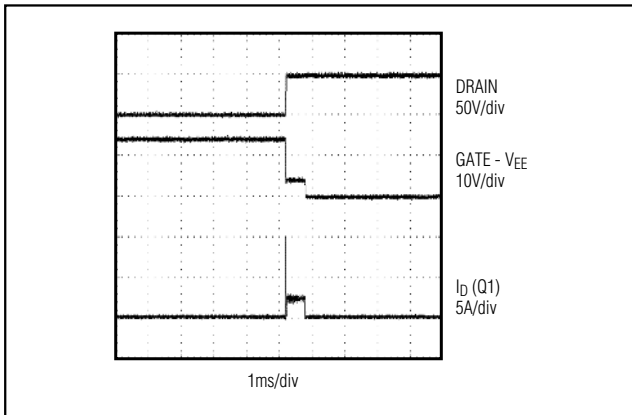 DRAIN
50V/div
GATE - VEE
10V/div
ID (Q1)
5A/div
1ms/div